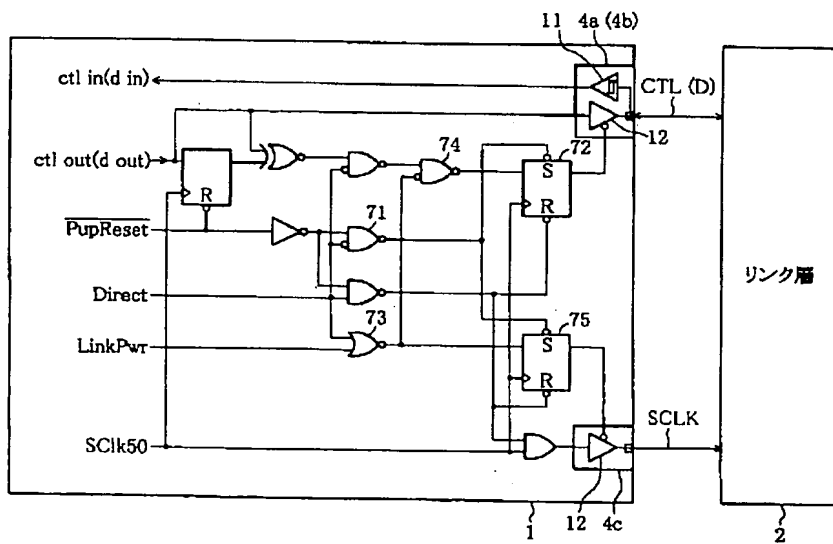 11
4a (4b)
ctl in(d in)
CTL (D)
12
ctl out(d out)
74
72
S
R
R
71
PupReset
Direct
リンク層
73
75
LinkPwr
S
R
SClk50
SCLK
1
12
4c
2